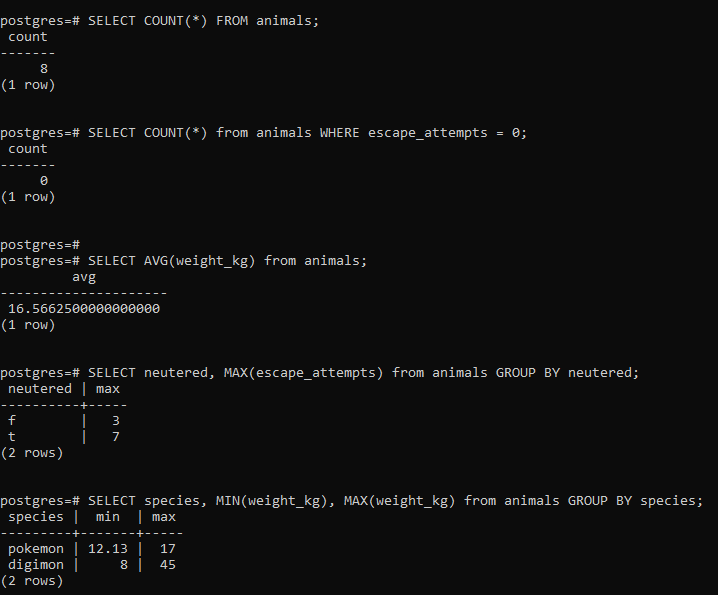 postgres=# SELECT COUNT(*) FROM animals;
 count
-------
     8
(1 row)
postgres=# SELECT COUNT(*) from animals WHERE escape_attempts = 0;
 count
-------
     0
(1 row)
postgres=#
postgres=# SELECT AVG(weight_kg) from animals;
         avg
---------------------
 16.5662500000000000
(1 row)
postgres=# SELECT neutered, MAX(escape_attempts) from animals GROUP BY neutered;
 neutered | max
----------+-----
 f        |   3
 t        |   7
(2 rows)
postgres=# SELECT species, MIN(weight_kg), MAX(weight_kg) from animals GROUP BY species;
 species |  min  | max
---------+-------+-----
 pokemon | 12.13 |  17
 digimon |     8 |  45
(2 rows)